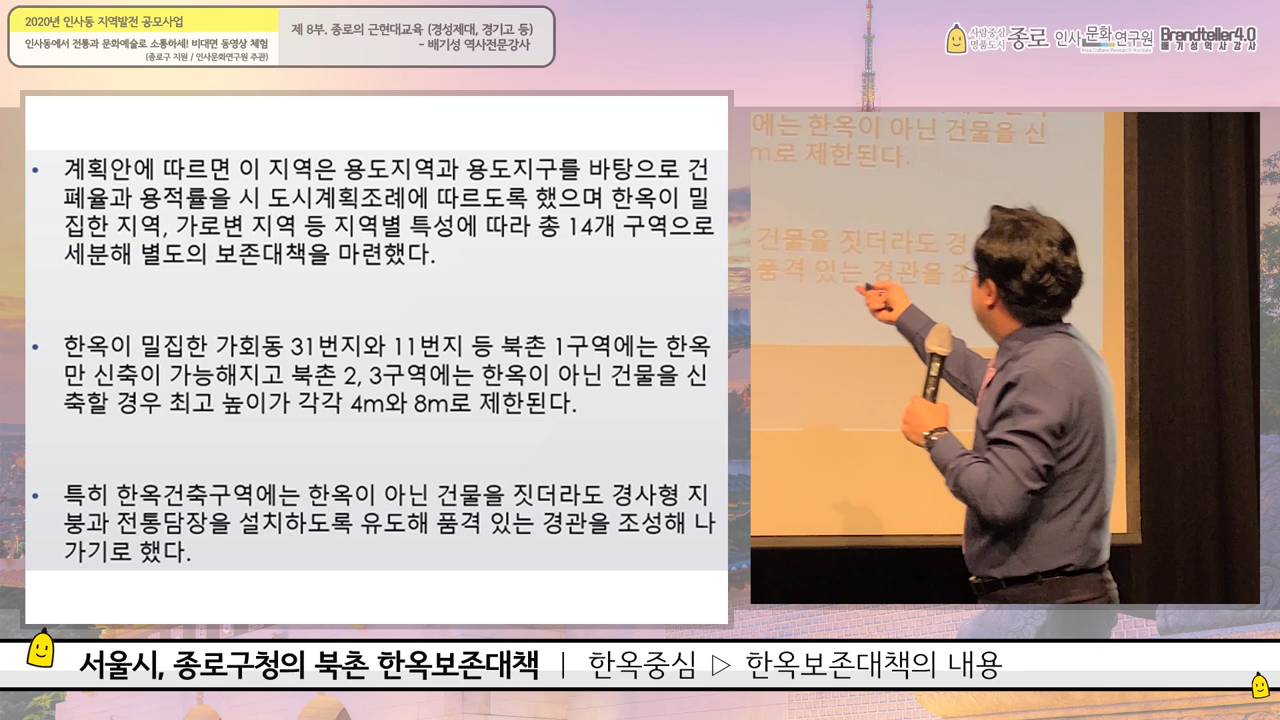 2020년 인사동 지역발전 공모사업
인사동에서 전통과 문화예술로 소통하세! 비대면 동영상 체험
(종로구 지원 / 인사문화연구원 주관)
제 8부. 종로의 근현대교육 (경성제대, 경기고 등)
- 배기성 역사전문강사
사람중심
명품도시
종로
인사문화연구원
Brandteller4.0
배기성역사강사
• 계획안에 따르면 이 지역은 용도지역과 용도지구를 바탕으로 건
폐율과 용적률을 시 도시계획조례에 따르도록 했으며 한옥이 밀
집한 지역, 가로변 지역 등 지역별 특성에 따라 총 14개 구역으로
세분해 별도의 보존대책을 마련했다.
• 한옥이 밀집한 가회동 31번지와 11번지 등 북촌 1구역에는 한옥
만 신축이 가능해지고 북촌 2, 3구역에는 한옥이 아닌 건물을 신
축할 경우 최고 높이가 각각 4m와 8m로 제한된다.
• 특히 한옥건축구역에는 한옥이 아닌 건물을 짓더라도 경사형 지
붕과 전통담장을 설치하도록 유도해 품격 있는 경관을 조성해 나
가기로 했다.
에는 한옥이 아닌 건물을 신
m로 제한된다.
건물을 짓더라도 경
품격 있는 경관을 조
서울시, 종로구청의 북촌 한옥보존대책 | 한옥중심 ▷ 한옥보존대책의 내용